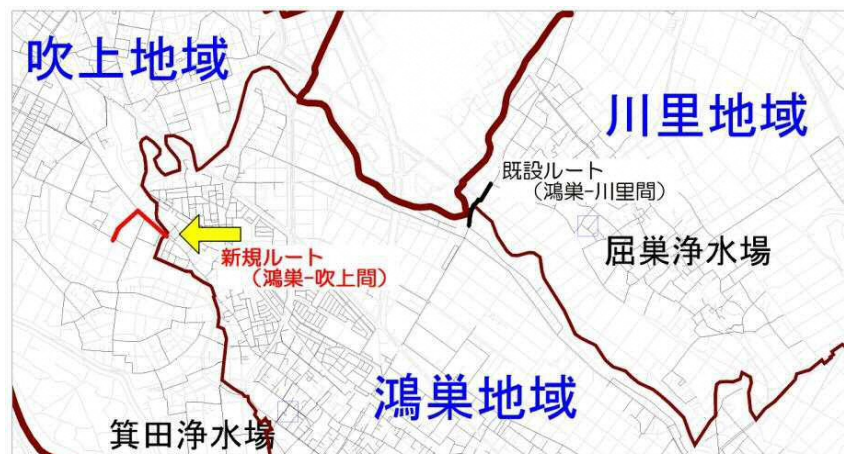 吹上地域
川里地域
既設ルート
（鴻巣-川里間）
屈巣浄水場
新規ルート
（鴻巣-吹上間）
鴻巣地域
箕田浄水場